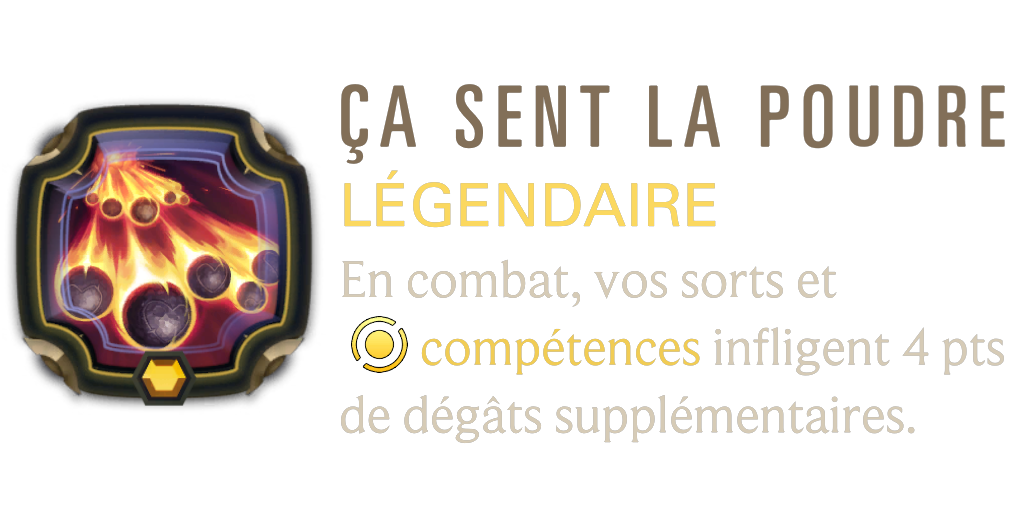 ÇA SENT LA POUDRE
LÉGENDAIRE
En combat, vos sorts et
compétences infligent 4 pts
de dégâts supplémentaires.